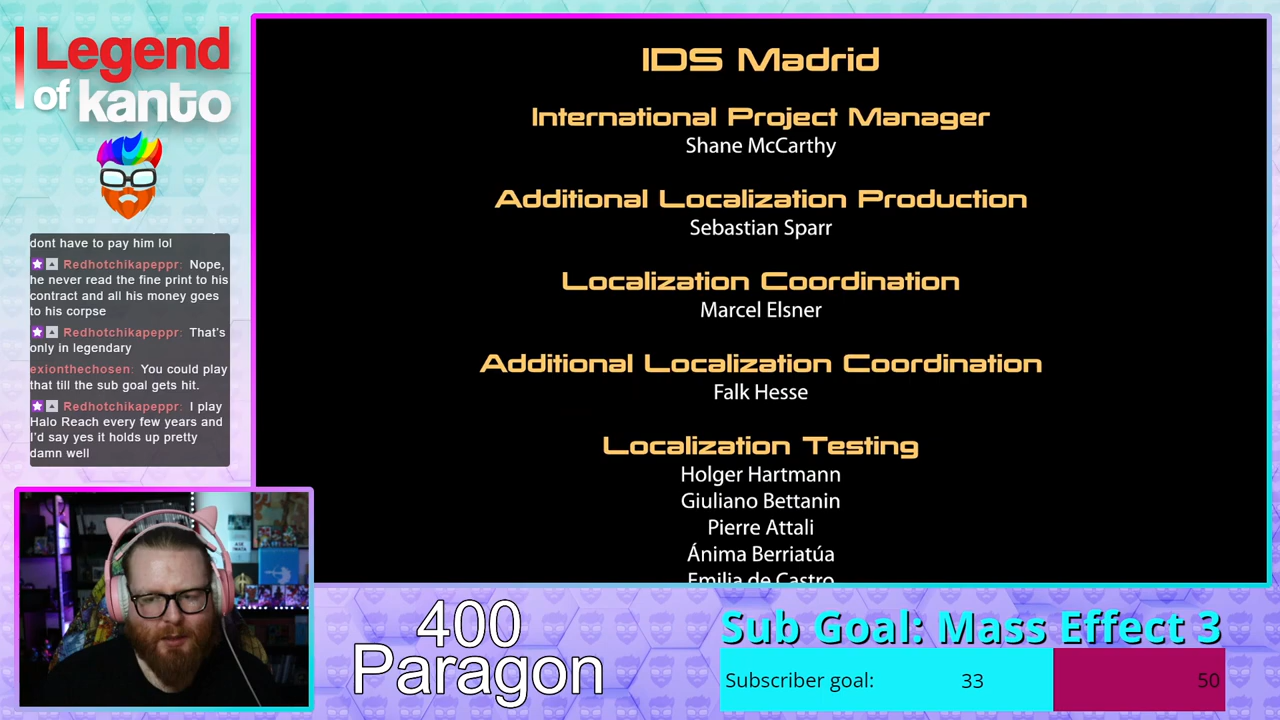 Legend
of kanto
dont have to pay him lol
Redhotchikapeppr: Nope,
he never read the fine print to his
contract and all his money goes
to his corpse
Redhotchikapeppr: That's
only in legendary
exionthechosen: You could play
that till the sub goal gets hit.
Redhotchikapeppr: I play
Halo Reach every few years and
I'd say yes it holds up pretty
damn well
IDS Madrid
International Project Manager
Shane McCarthy
Additional Localization Production
Sebastian Sparr
Localization Coordination
Marcel Elsner
Additional Localization Coordination
Falk Hesse
Localization Testing
Holger Hartmann
Giuliano Bettanin
Pierre Attali
Ánima Berriatúa
Emilia de Castro
400
Paragon
Sub Goal: Mass Effect 3
Subscriber goal: 33 50